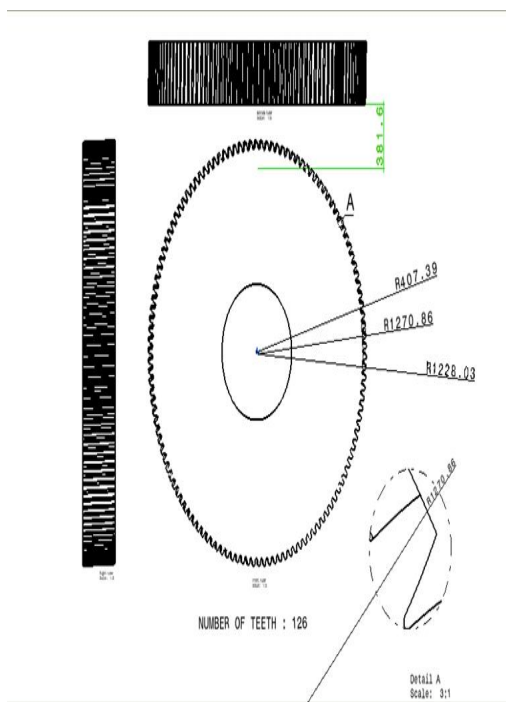 381.6
A
R407.39
R1270.86
R1228.03
R1270.86
NUMBER OF TEETH : 126
Detail A
Scale: 3:1